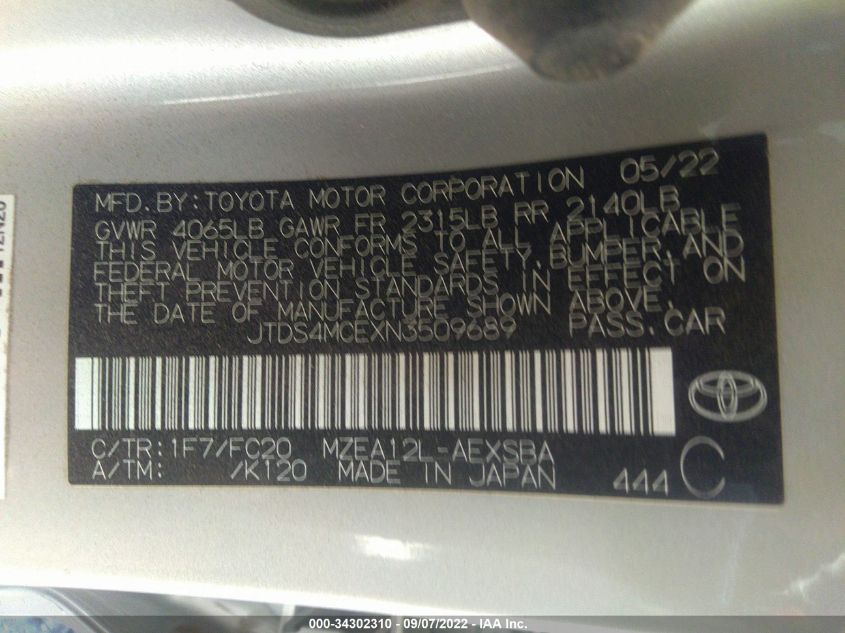 MFD. BY: TOYOTA MOTOR CORPORATION 05/22
GVWR 4065LB GAWR FR 2315LB RR 2140LB
THIS VEHICLE CONFORMS TO ALL APPLICABLE
FEDERAL MOTOR VEHICLE SAFETY, BUMPER, AND
THEFT PREVENTION STANDARDS IN EFFECT ON
THE DATE OF MANUFACTURE SHOWN ABOVE.
JTDS4MCEXN3509689 PASS. CAR
C/TR: 1F7/FC20 MZEA12L-AEXSBA C
A/TM: /K120 MADE IN JAPAN 444
000-34302310 - 09/07/2022 - IAA Inc.